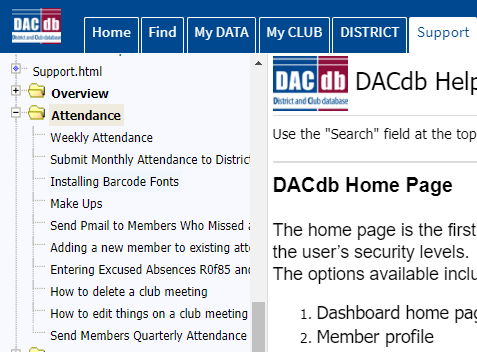 DACdb
District and Club database
Home
Find
My DATA
My CLUB
DISTRICT
Support
Support.html
Overview
Attendance
Weekly Attendance
Submit Monthly Attendance to Distric
Installing Barcode Fonts
Make Ups
Send Pmail to Members Who Missed a
Adding a new member to existing atte
Entering Excused Absences R0f85 and
How to delete a club meeting
How to edit things on a club meeting
Send Members Quarterly Attendance
DACdb
District and Club database
DACdb Help
Use the "Search" field at the top
DACdb Home Page
The home page is the first
the user's security levels.
The options available inclu
1. Dashboard home pag
2. Member profile